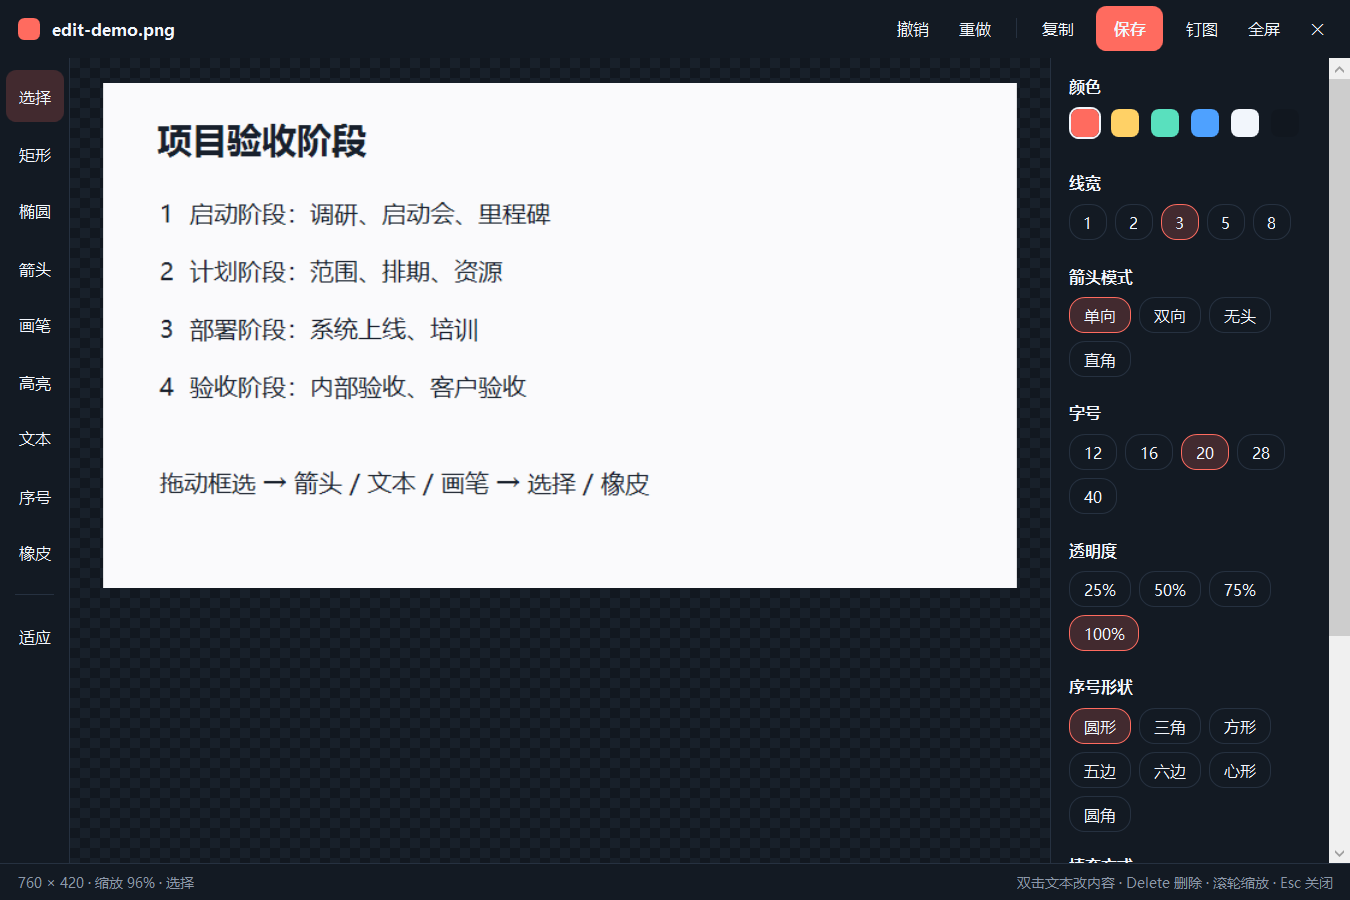 edit-demo.png
撤销 重做 复制 保存 钉图 全屏 ×
选择
矩形
椭圆
箭头
画笔
高亮
文本
序号
橡皮
适应
项目验收阶段
1 启动阶段：调研、启动会、里程碑
2 计划阶段：范围、排期、资源
3 部署阶段：系统上线、培训
4 验收阶段：内部验收、客户验收
拖动框选 → 箭头 / 文本 / 画笔 → 选择 / 橡皮
颜色
线宽
1 2 3 5 8
箭头模式
单向 双向 无头
直角
字号
12 16 20 28
40
透明度
25% 50% 75%
100%
序号形状
圆形 三角 方形
五边 六边 心形
圆角
760 × 420 · 缩放 96% · 选择
双击文本改内容 · Delete 删除 · 滚轮缩放 · Esc 关闭